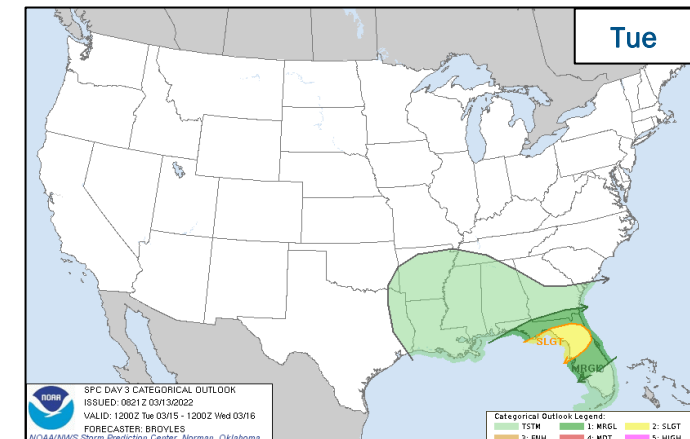 Tue
SLGT
MRGL
NOAA
SPC DAY 3 CATEGORICAL OUTLOOK
ISSUED: 0821Z 03/13/2022
VALID: 1200Z Tue 03/15 - 1200Z Wed 03/16
FORECASTER: BROYLES
NOAA/NWS Storm Prediction Center, Norman, Oklahoma
Categorical Outlook Legend:
TSTM 1: MRGL 2: SLGT
3: ENH 4: MDT 5: HIGH